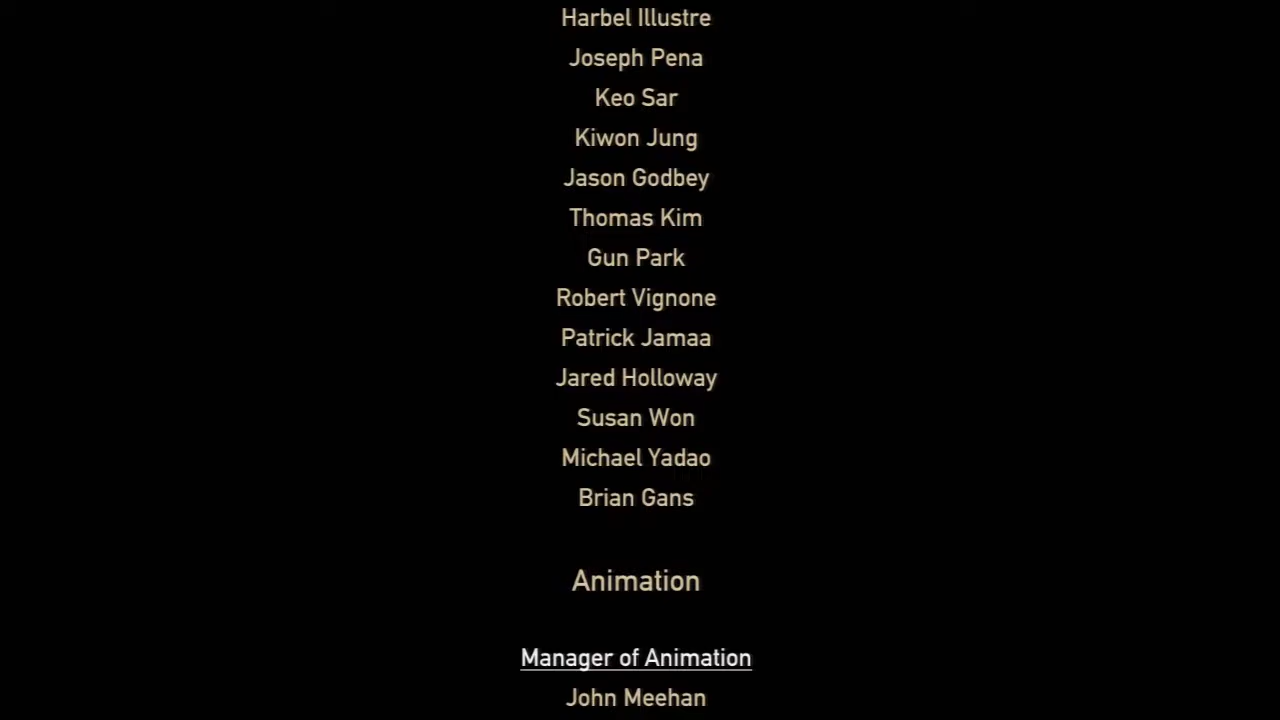 Harbel Illustre
Joseph Pena
Keo Sar
Kiwon Jung
Jason Godbey
Thomas Kim
Gun Park
Robert Vignone
Patrick Jamaa
Jared Holloway
Susan Won
Michael Yadao
Brian Gans
Animation
Manager of Animation
John Meehan